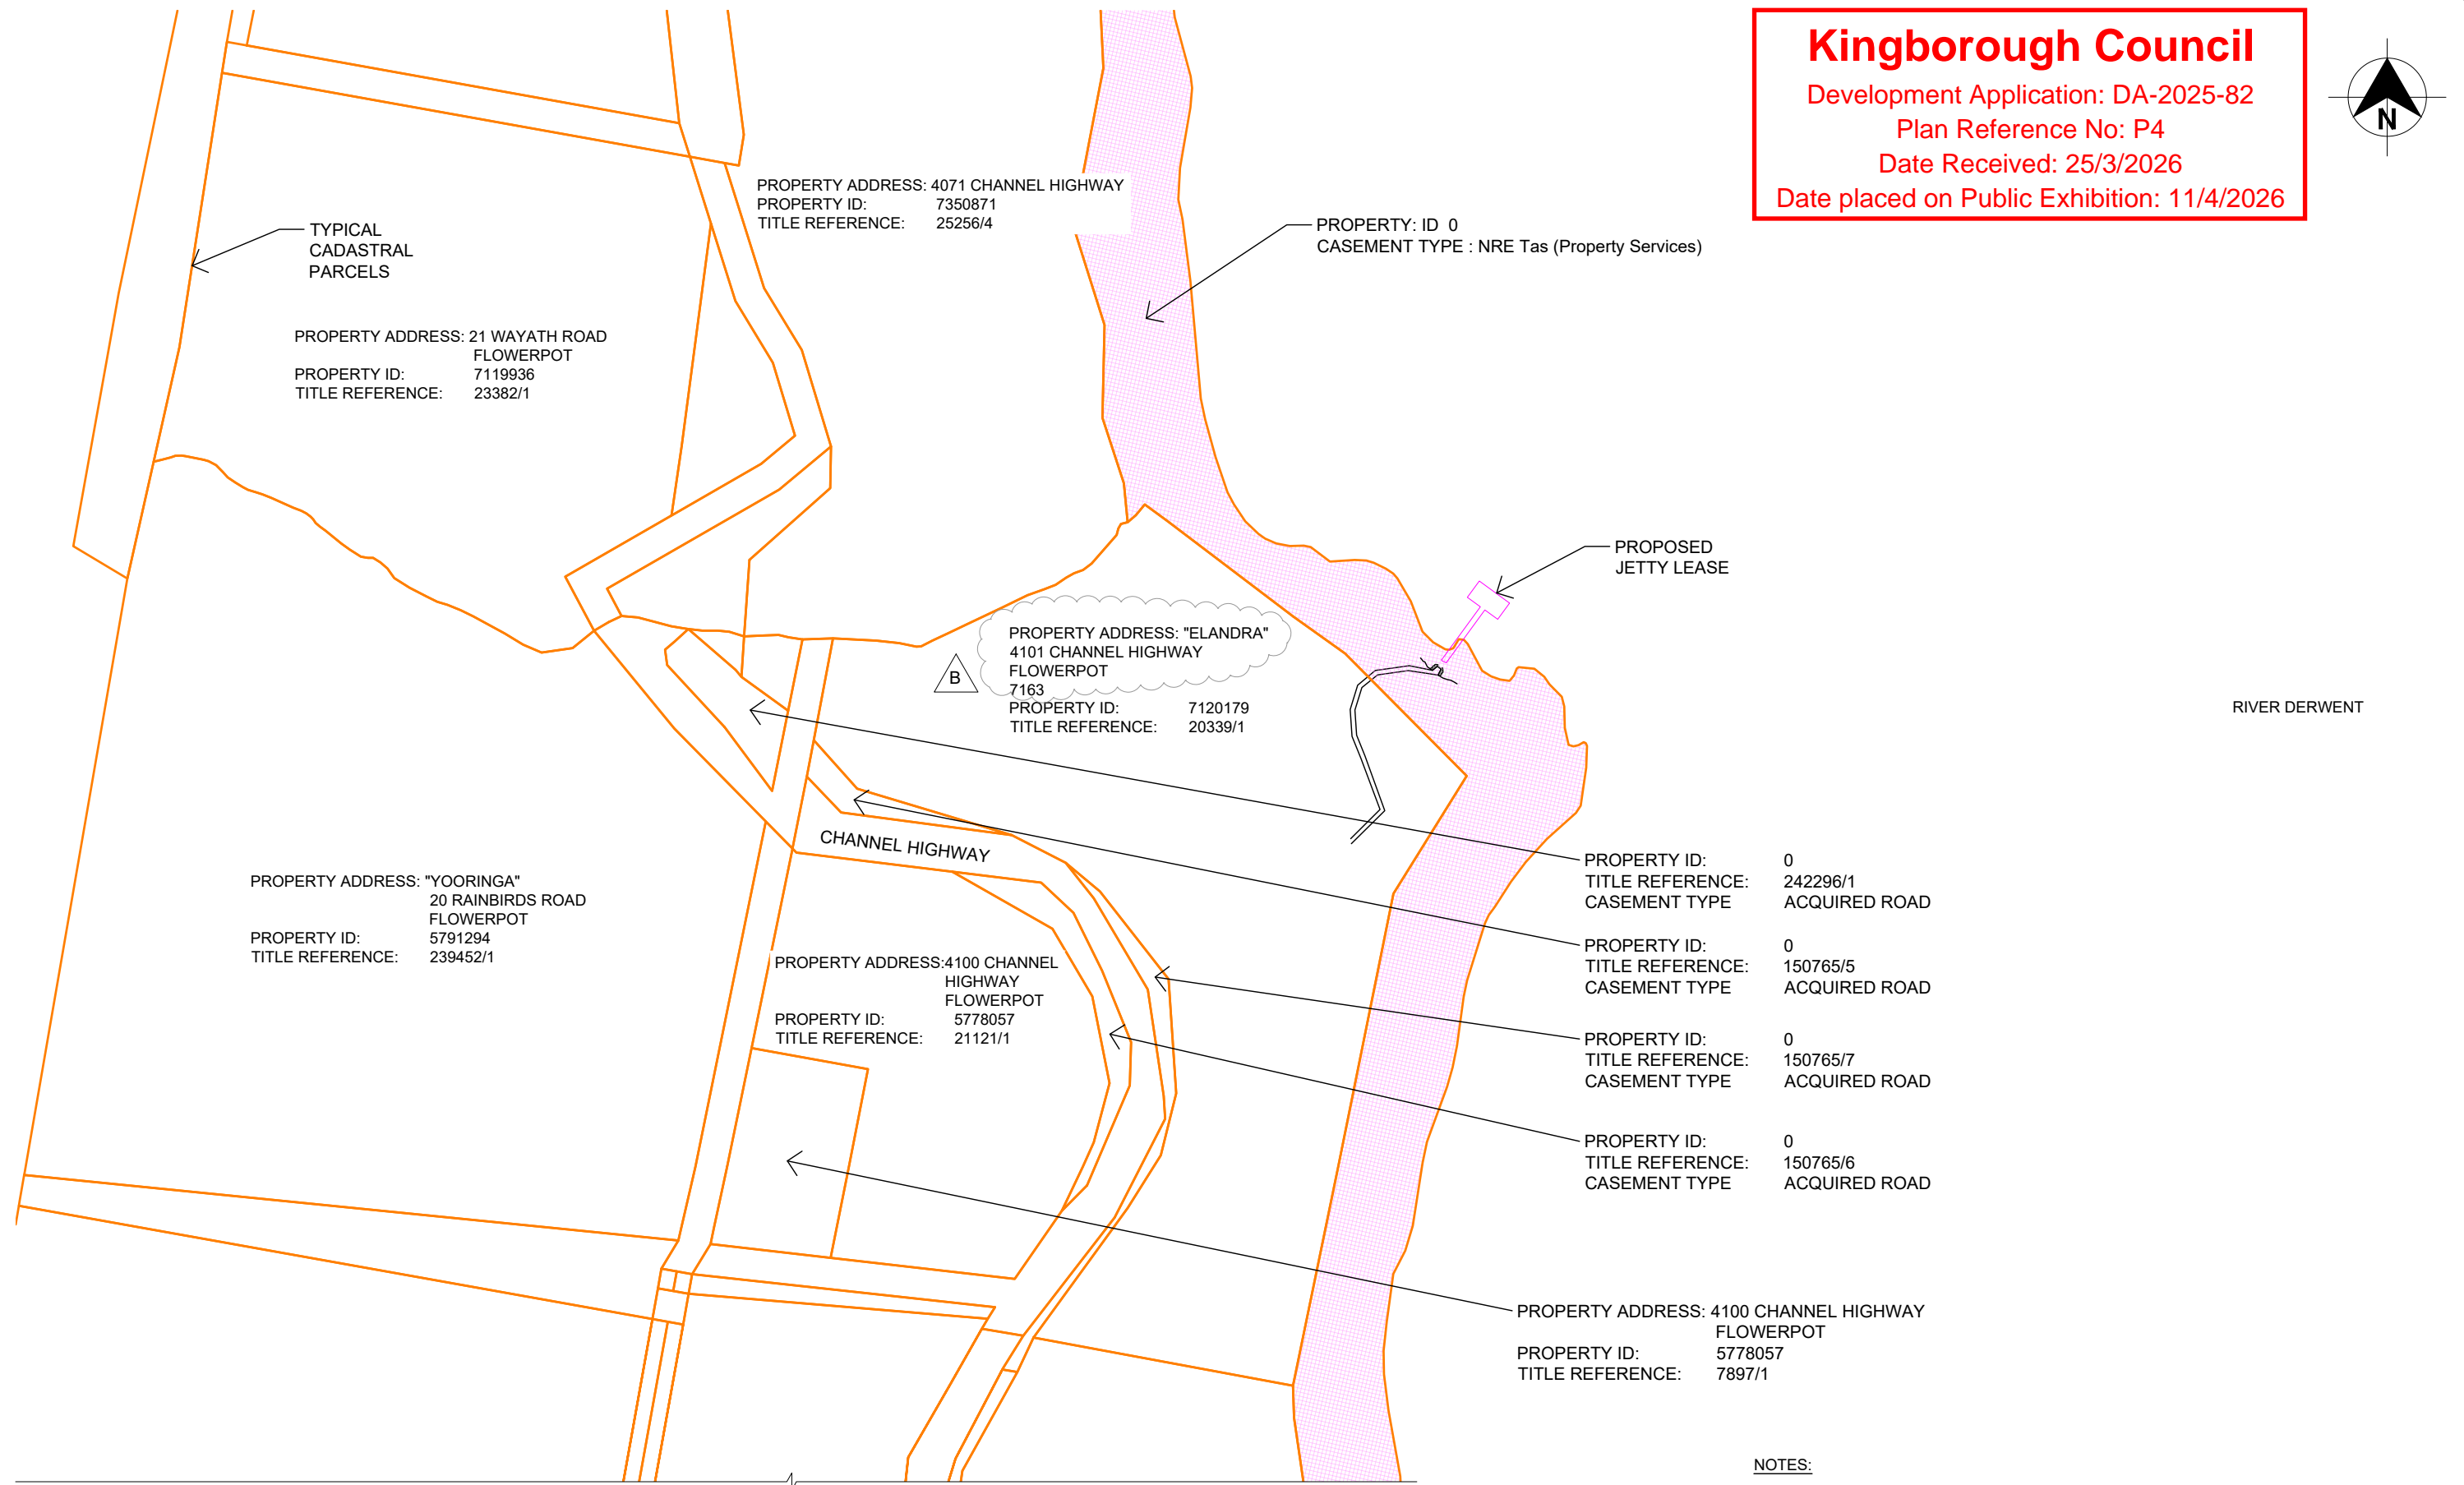 Kingborough Council
Development Application: DA-2025-82
Plan Reference No: P4
Date Received: 25/3/2026
Date placed on Public Exhibition: 11/4/2026
N
PROPERTY ADDRESS: 4071 CHANNEL HIGHWAY
PROPERTY ID: 7350871
TITLE REFERENCE: 25256/4
PROPERTY: ID 0
CASEMENT TYPE : NRE Tas (Property Services)
TYPICAL
CADASTRAL
PARCELS
PROPERTY ADDRESS: 21 WAYATH ROAD
FLOWERPOT
PROPERTY ID: 7119936
TITLE REFERENCE: 23382/1
PROPOSED
JETTY LEASE
PROPERTY ADDRESS: "ELANDRA"
4101 CHANNEL HIGHWAY
FLOWERPOT
7163
PROPERTY ID: 7120179
TITLE REFERENCE: 20339/1
B
RIVER DERWENT
CHANNEL HIGHWAY
PROPERTY ID: 0
TITLE REFERENCE: 242296/1
CASEMENT TYPE ACQUIRED ROAD
PROPERTY ID: 0
TITLE REFERENCE: 150765/5
CASEMENT TYPE ACQUIRED ROAD
PROPERTY ID: 0
TITLE REFERENCE: 150765/7
CASEMENT TYPE ACQUIRED ROAD
PROPERTY ID: 0
TITLE REFERENCE: 150765/6
CASEMENT TYPE ACQUIRED ROAD
PROPERTY ADDRESS: "YOORINGA"
20 RAINBIRDS ROAD
FLOWERPOT
PROPERTY ID: 5791294
TITLE REFERENCE: 239452/1
PROPERTY ADDRESS:4100 CHANNEL
HIGHWAY
FLOWERPOT
PROPERTY ID: 5778057
TITLE REFERENCE: 21121/1
PROPERTY ADDRESS: 4100 CHANNEL HIGHWAY
FLOWERPOT
PROPERTY ID: 5778057
TITLE REFERENCE: 7897/1
NOTES: